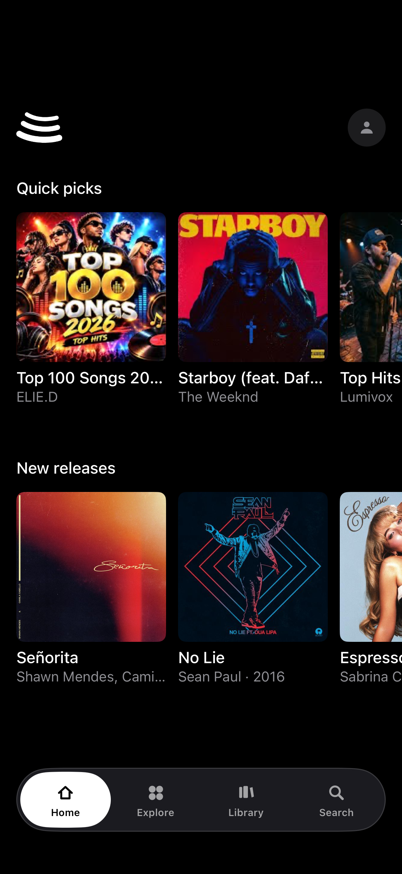 Quick picks
TOP
100
SONGS
2026
TOP HITS
STARBOY
Top 100 Songs 20...
Starboy (feat. Daf...
Top Hits
ELIE.D
The Weeknd
Lumivox
New releases
Señorita
SEAN
PAUL
NO LIE FT. DUA LIPA
Espresso
Señorita
No Lie
Espresso
Shawn Mendes, Cami...
Sean Paul · 2016
Sabrina C
Home
Explore
Library
Search